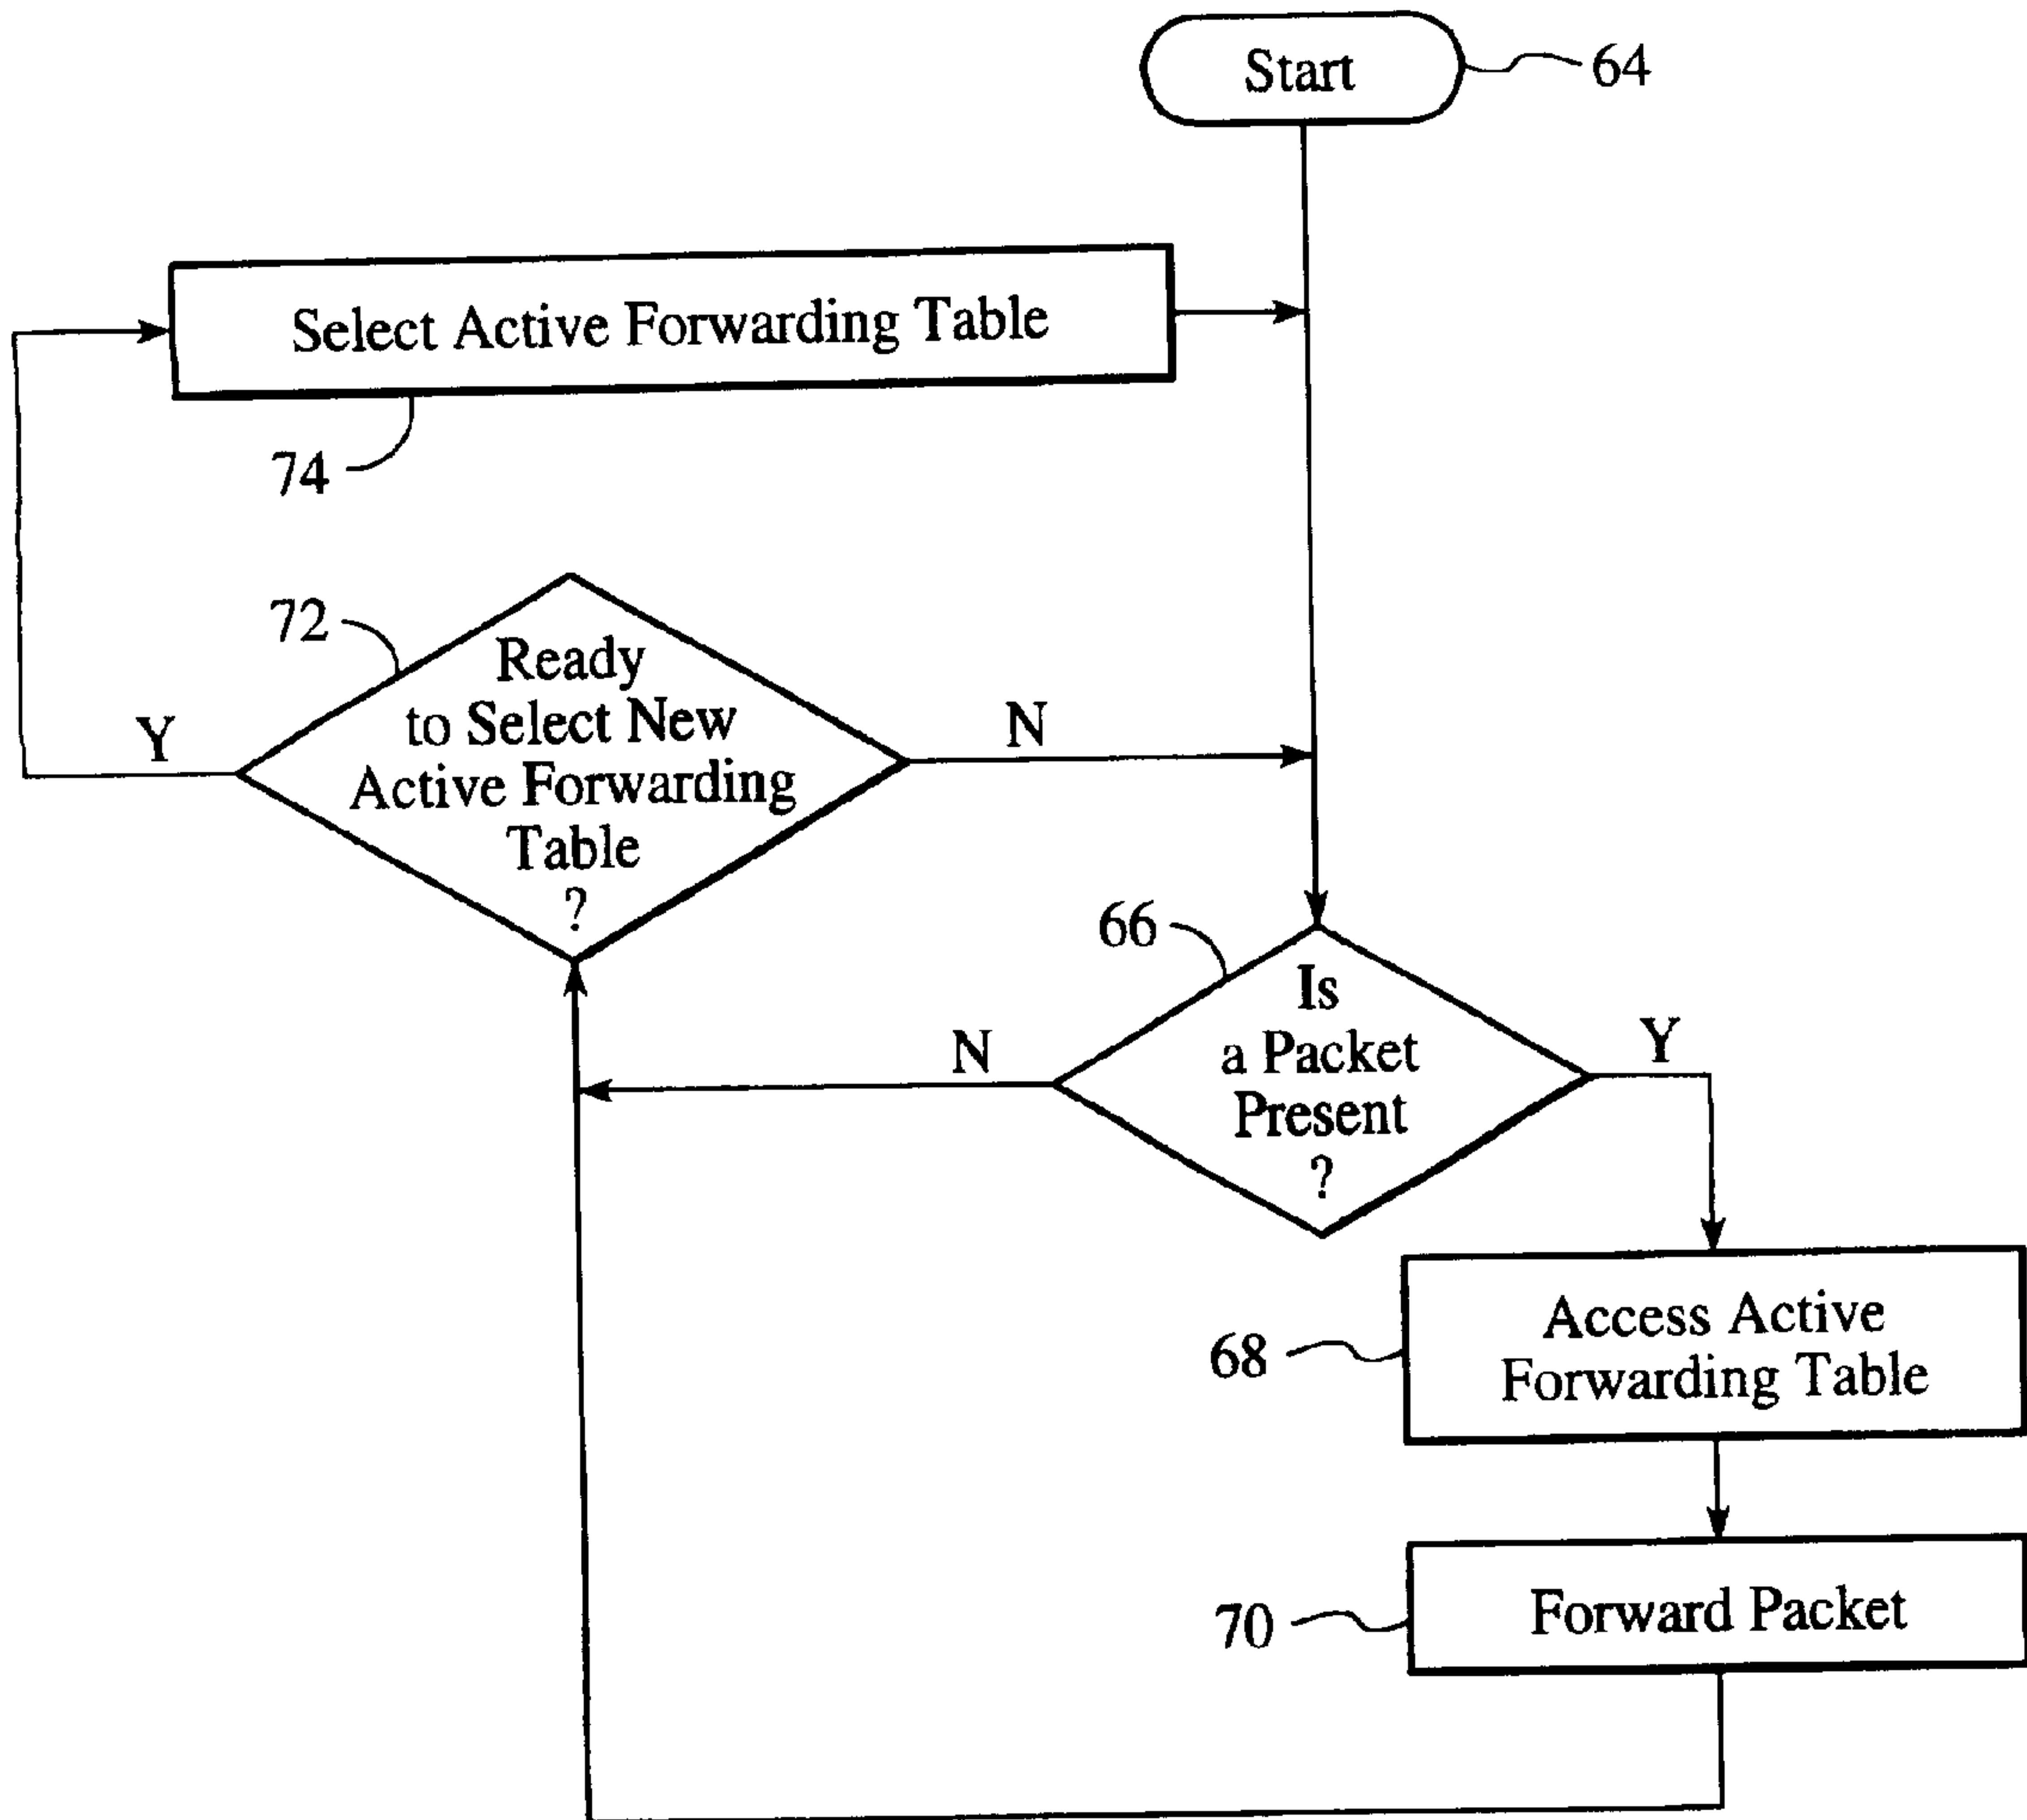 Start
64
Select Active Forwarding Table
74
72
Ready
to Select New
Active Forwarding
Table
?
Y
N
66
Is
a Packet
Present
?
N
Y
68
Access Active
Forwarding Table
70
Forward Packet